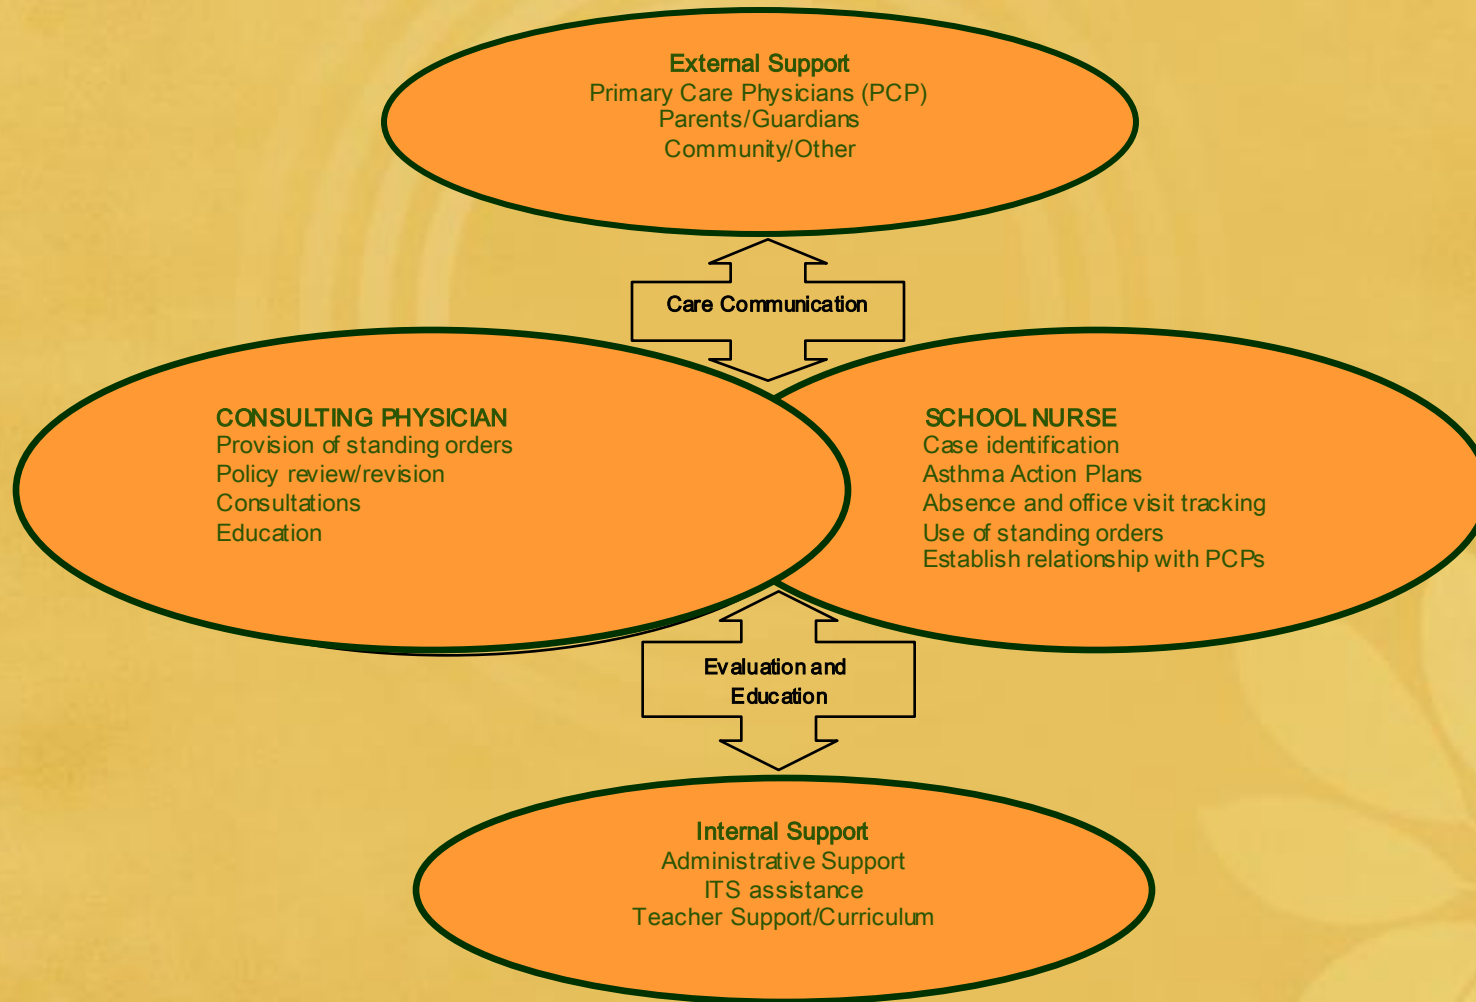 External Support
Primary Care Physicians (PCP)
Parents/Guardians
Community/Other
Care Communication
CONSULTING PHYSICIAN
Provision of standing orders
Policy review/revision
Consultations
Education
SCHOOL NURSE
Case identification
Asthma Action Plans
Absence and office visit tracking
Use of standing orders
Establish relationship with PCPs
Evaluation and
Education
Internal Support
Administrative Support
ITS assistance
Teacher Support/Curriculum